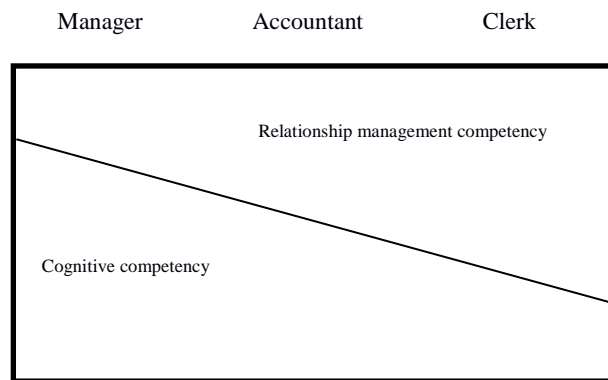 Manager Accountant Clerk
Relationship management competency
Cognitive competency